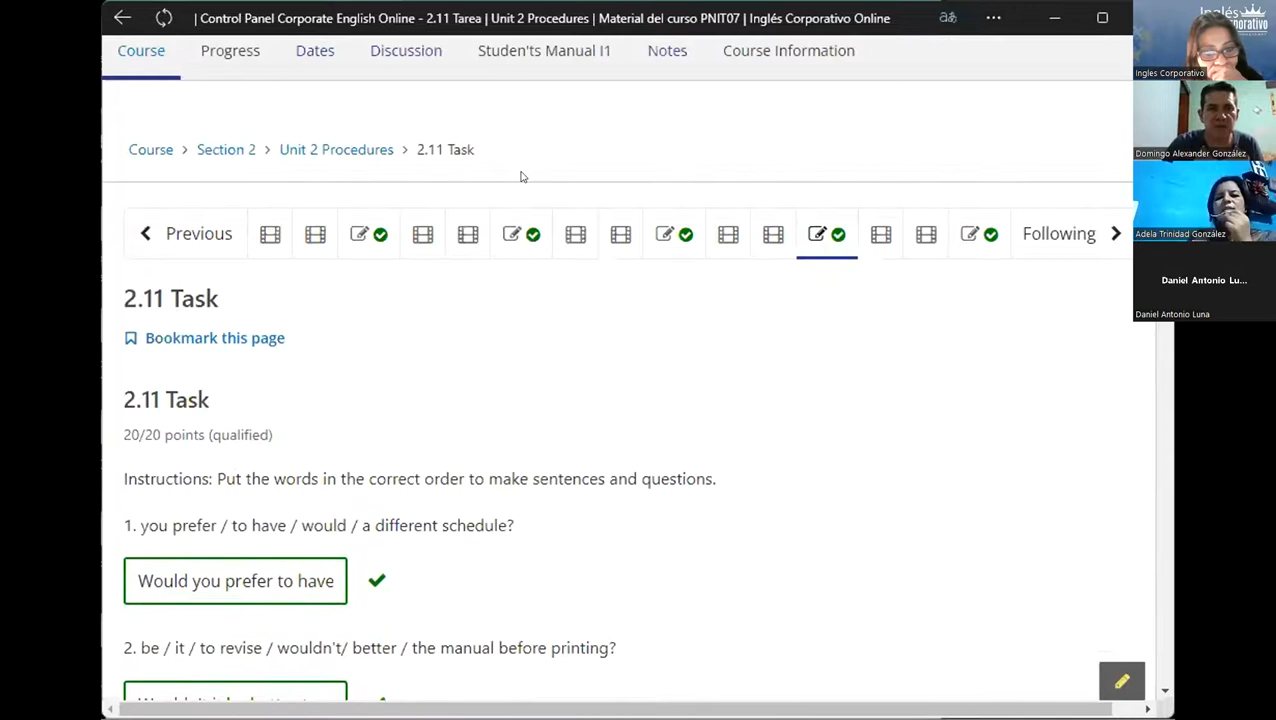 | Control Panel Corporate English Online - 2.11 Tarea | Unit 2 Procedures | Material del curso PNIT07 | Inglés Corporativo Online
Course Progress Dates Discussion Studen'ts Manual I1 Notes Course Information
Inglés
Ingles Corporativo
Domingo Alexander González
Adela Trinidad González
Daniel Antonio Lu...
Daniel Antonio Luna
Course > Section 2 > Unit 2 Procedures > 2.11 Task
Previous
Following
2.11 Task
Bookmark this page
2.11 Task
20/20 points (qualified)
Instructions: Put the words in the correct order to make sentences and questions.
1. you prefer / to have / would / a different schedule?
Would you prefer to have
2. be / it / to revise / wouldn't/ better / the manual before printing?